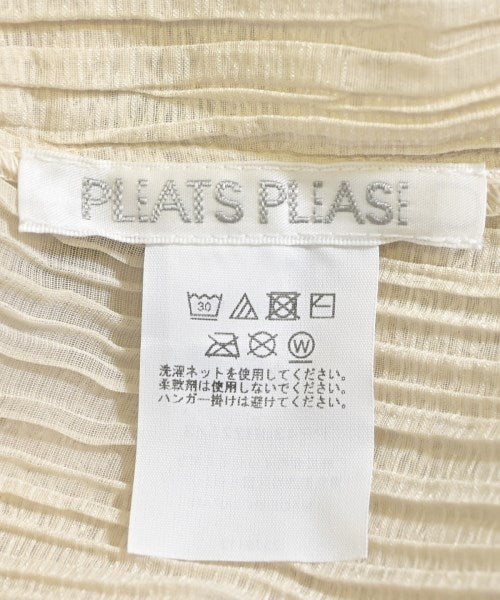 PLEATS PLEASE
30
W
洗濯ネットを使用してください。
柔軟剤は使用しないでください。
ハンガー掛けは避けてください。